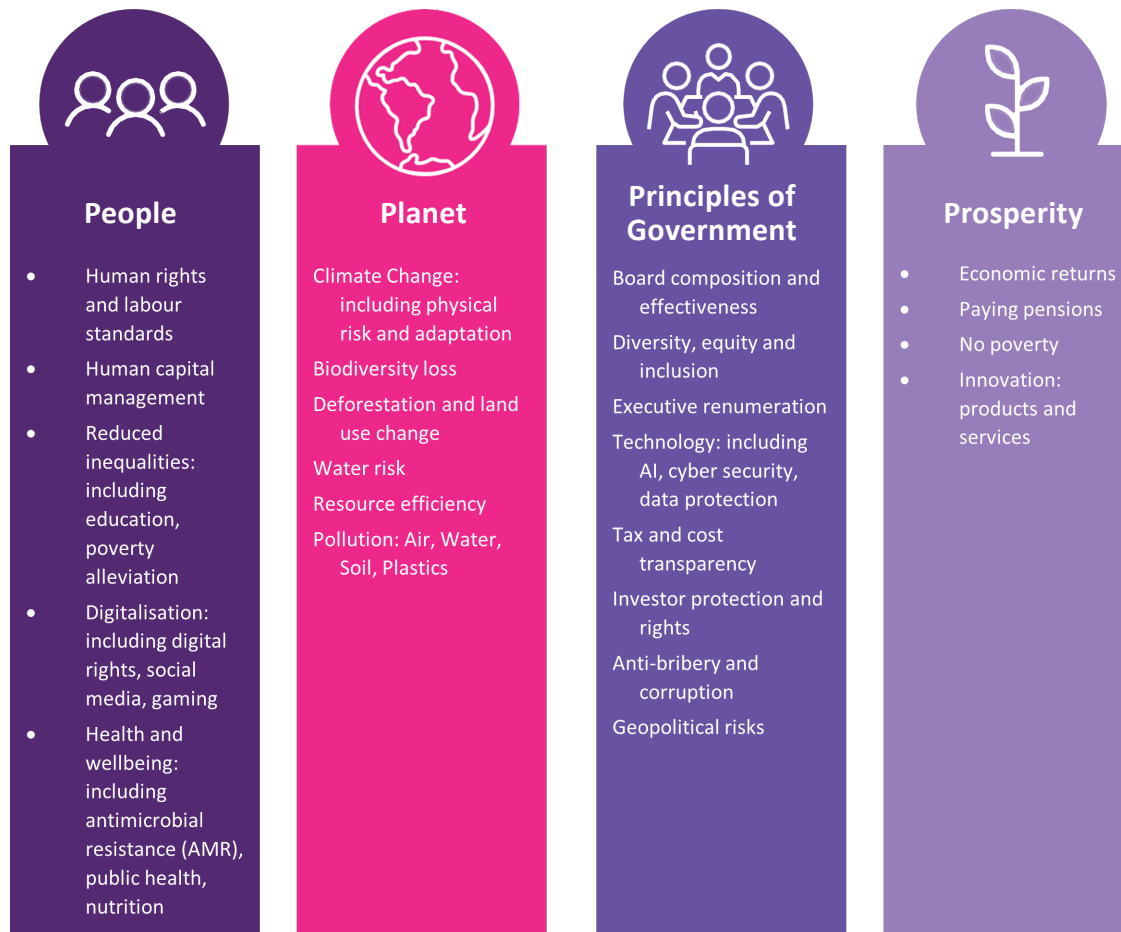 People
• Human rights
and labour
standards
• Human capital
management
• Reduced
inequalities:
including
education,
poverty
alleviation
• Digitalisation:
including digital
rights, social
media, gaming
• Health and
wellbeing:
including
antimicrobial
resistance (AMR),
public health,
nutrition
Planet
Climate Change:
including physical
risk and adaptation
Biodiversity loss
Deforestation and land
use change
Water risk
Resource efficiency
Pollution: Air, Water,
Soil, Plastics
Principles of
Government
Board composition and
effectiveness
Diversity, equity and
inclusion
Executive renumeration
Technology: including
AI, cyber security,
data protection
Tax and cost
transparency
Investor protection and
rights
Anti-bribery and
corruption
Geopolitical risks
Prosperity
• Economic returns
• Paying pensions
• No poverty
• Innovation:
products and
services